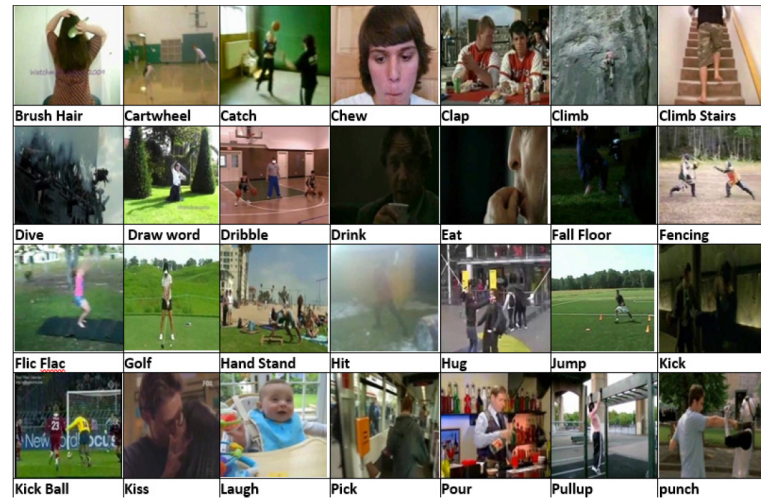 Brush Hair Cartwheel Catch Chew Clap Climb Climb Stairs
Dive Draw word Dribble Drink Eat Fall Floor Fencing
Flic Flac Golf Hand Stand Hit Hug Jump Kick
23
Kick Ball Kiss Laugh Pick Pour Pullup punch